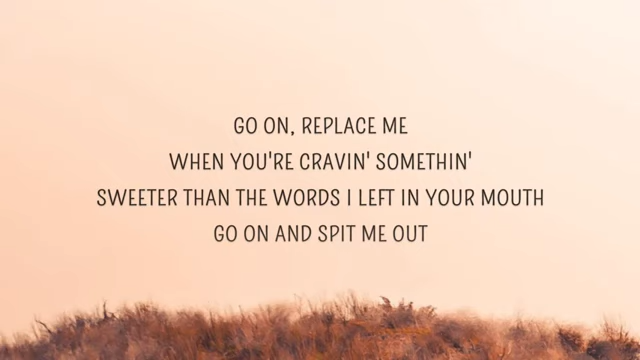 GO ON, REPLACE ME
WHEN YOU'RE CRAVIN' SOMETHIN'
SWEETER THAN THE WORDS I LEFT IN YOUR MOUTH
GO ON AND SPIT ME OUT